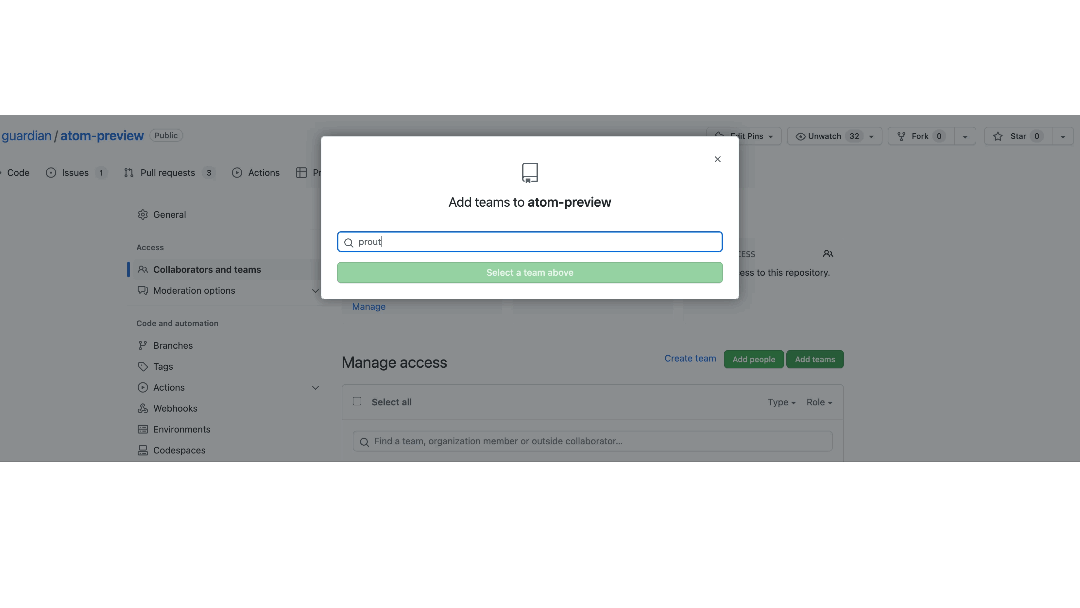 guardian / atom-preview Public
Edit Pins
Unwatch 32
Fork 0
Star 0
Code
Issues 1
Pull requests 3
Actions
General
Access
Collaborators and teams
Moderation options
Code and automation
Branches
Tags
Actions
Webhooks
Environments
Codespaces
Add teams to atom-preview
prout
Select a team above
to this repository.
Manage
Manage access
Create team
Add people
Add teams
Select all
Type
Role
Find a team, organization member or outside collaborator...